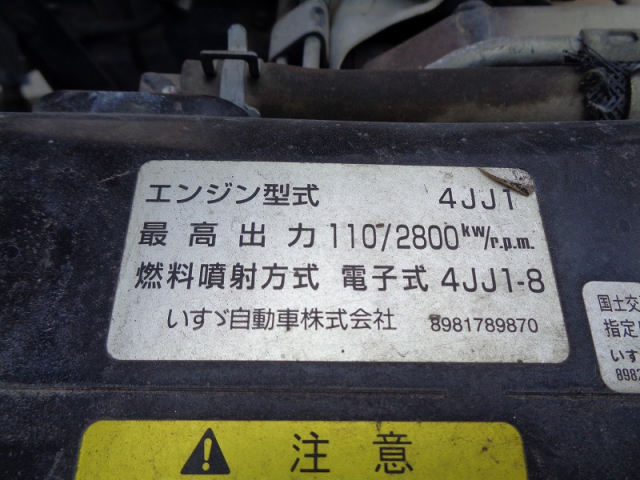 エンジン型式 4JJ1
最高出力 110/2800kw/r.p.m.
燃料噴射方式 電子式 4JJ1-8
いすゞ自動車株式会社 8981789870
国土交
指定
いす
898
注意